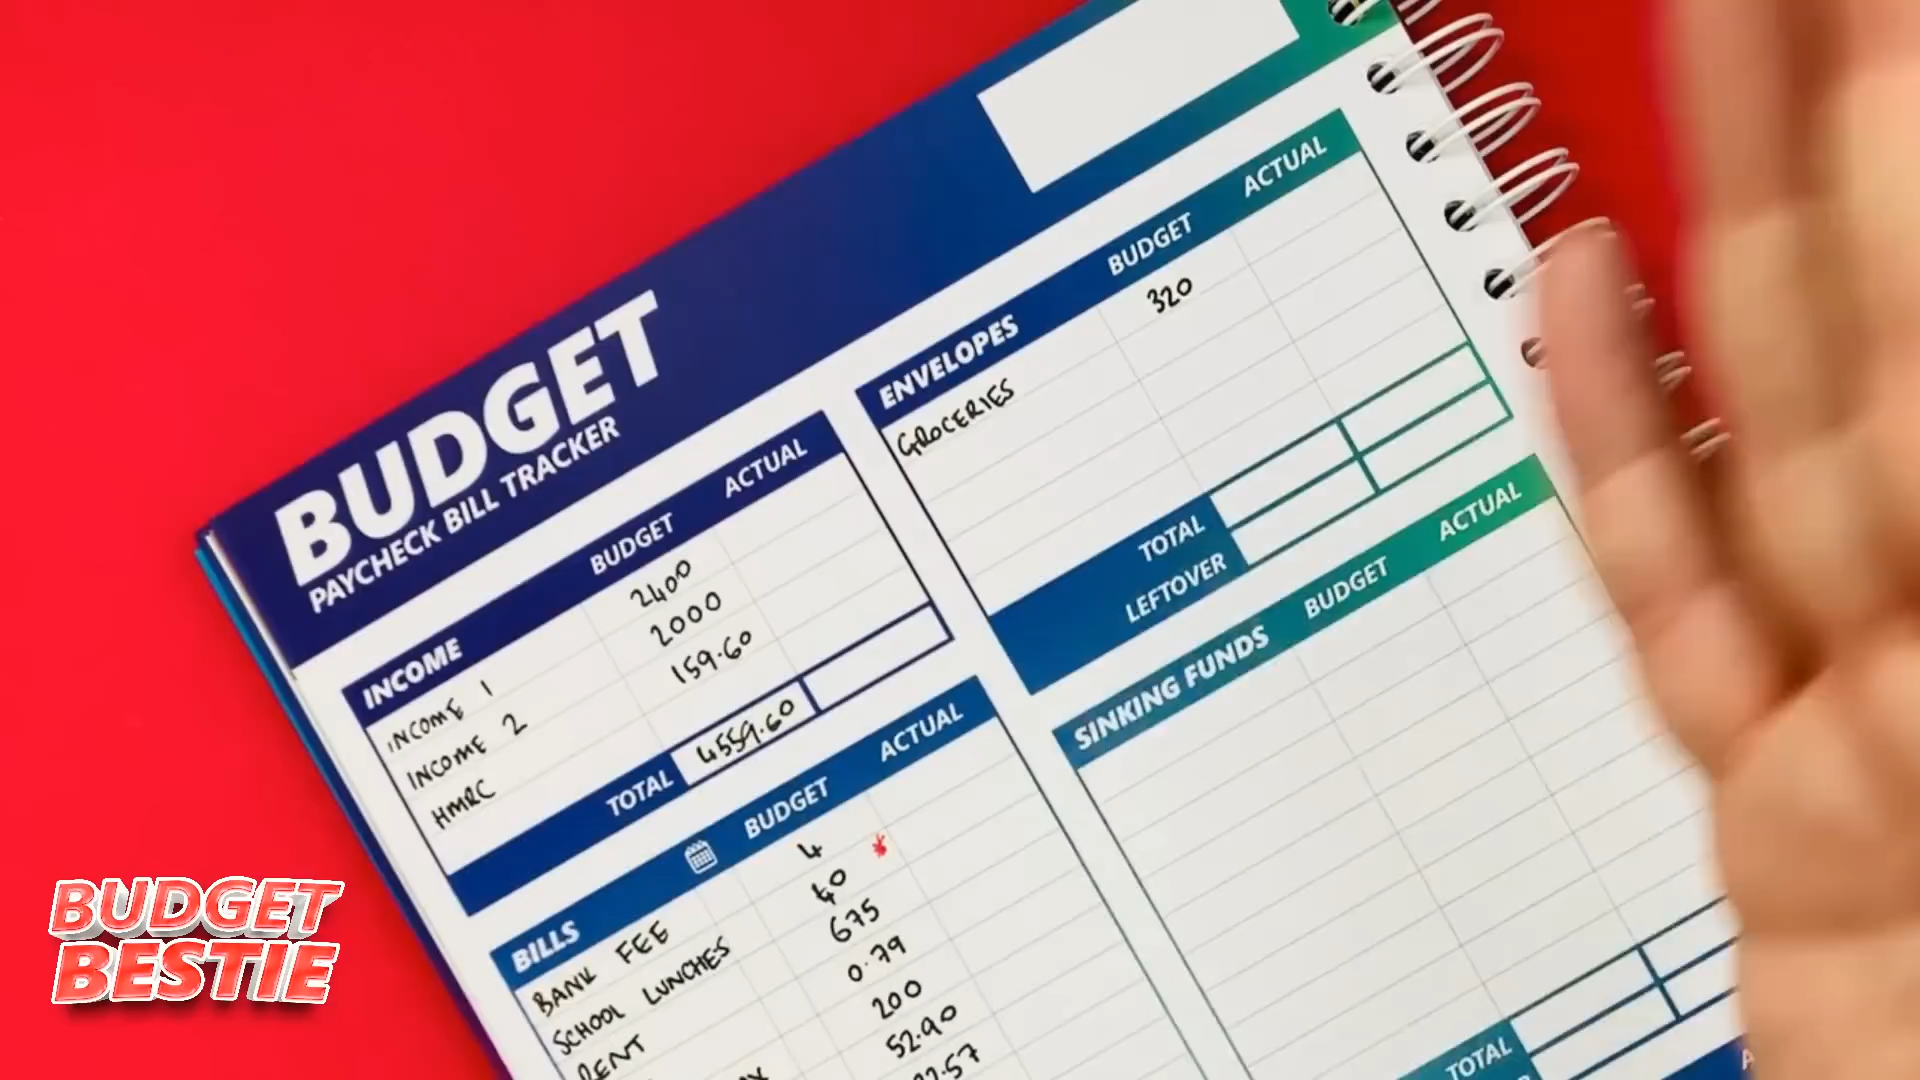 BUDGET
PAYCHECK BILL TRACKER
INCOME BUDGET ACTUAL
INCOME 1 2400
INCOME 2 2000
HMRC 159.60
TOTAL 4559.60
BILLS BUDGET ACTUAL
BANK FEE 4
SCHOOL LUNCHES 40 *
RENT 675
0.79
200
52.90
ENVELOPES BUDGET ACTUAL
GROCERIES 320
TOTAL
LEFTOVER
SINKING FUNDS BUDGET ACTUAL
TOTAL
BUDGET
BESTIE